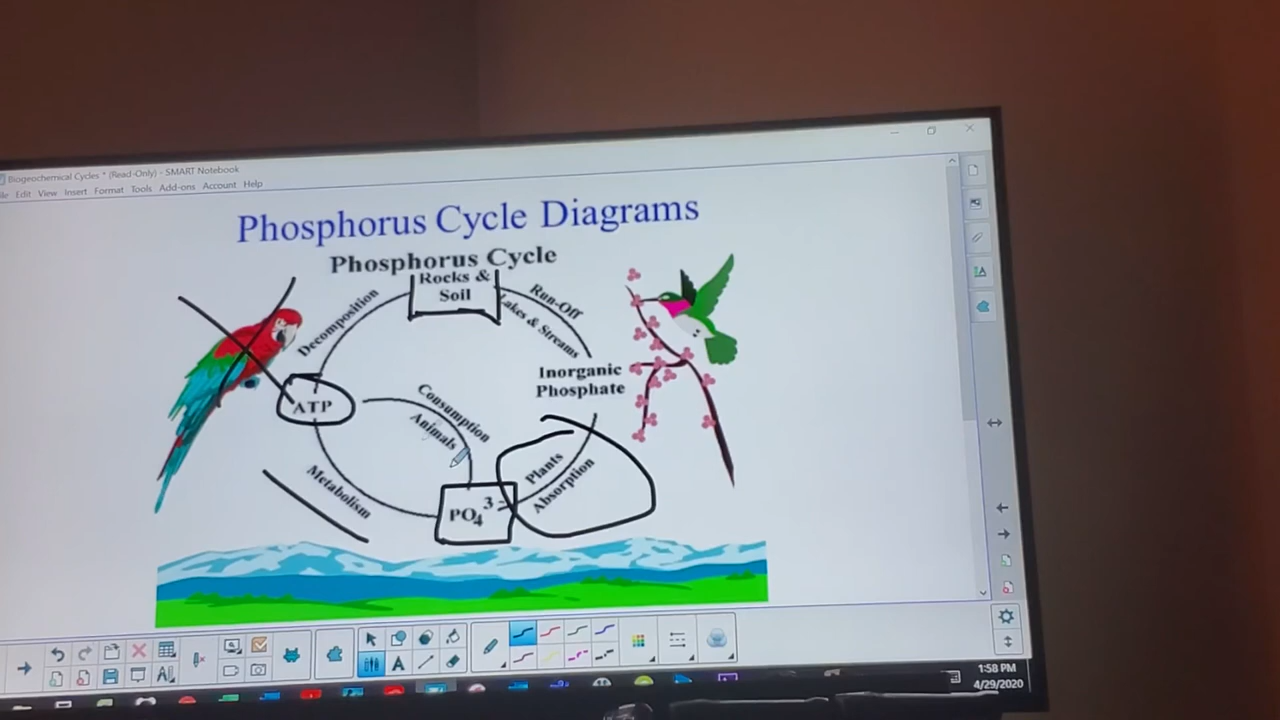 Biogeochemical Cycles * (Read-Only) - SMART Notebook
Edit View Insert Format Tools Add-ons Account Help
Phosphorus Cycle Diagrams
Phosphorus Cycle
Rocks &
Soil
Decomposition
Run-Off
Lakes & Streams
Inorganic
Phosphate
ATP
Consumption
Animals
Plants
Absorption
Metabolism
PO4 3-
1:58 PM
4/29/2020